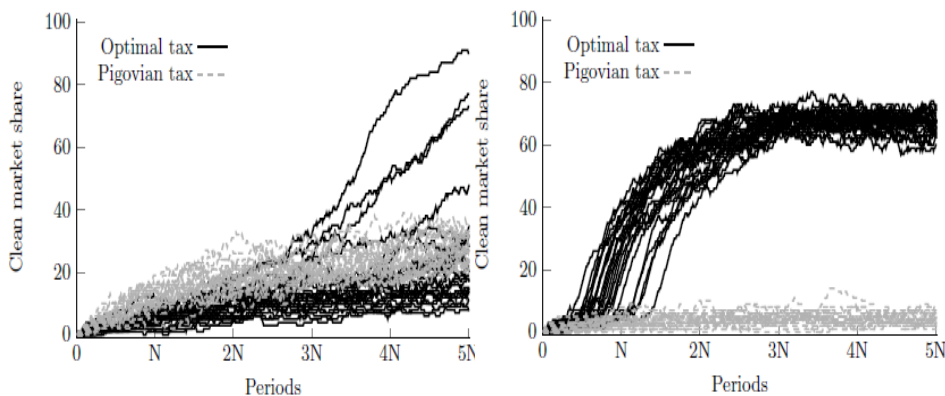 100
80
60
40
20
0
Clean market share
Optimal tax
Pigovian tax
0
N
2N
3N
4N
5N
Periods
100
80
60
40
20
0
Clean market share
Optimal tax
Pigovian tax
0
N
2N
3N
4N
5N
Periods